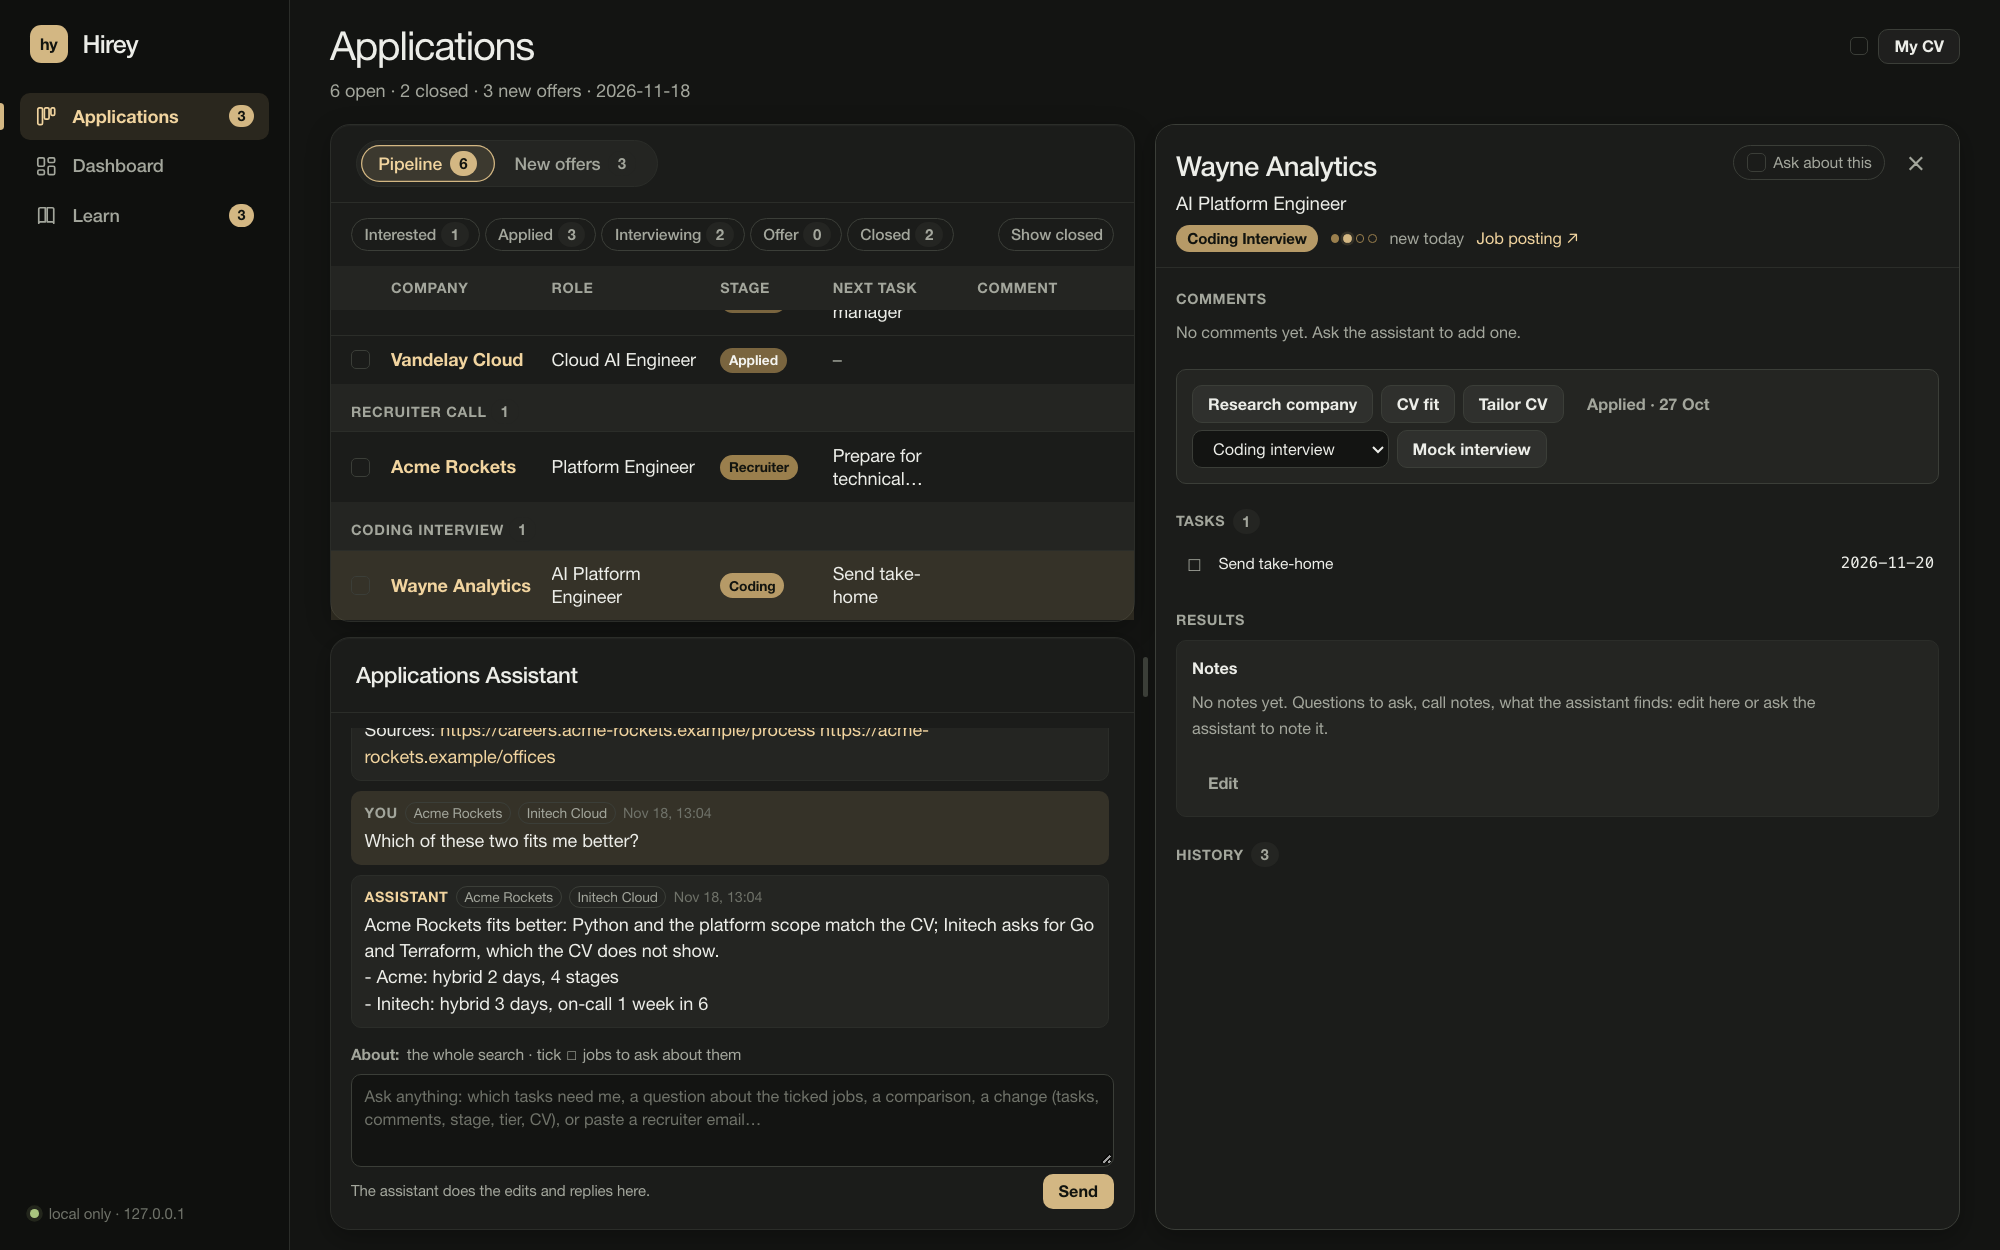 hy Hirey
Applications 3
Dashboard
Learn 3
local only · 127.0.0.1
Applications
6 open · 2 closed · 3 new offers · 2026-11-18
My CV
Pipeline 6 New offers 3
Interested 1 Applied 3 Interviewing 2 Offer 0 Closed 2 Show closed
COMPANY ROLE STAGE NEXT TASK COMMENT
manager
Vandelay Cloud Cloud AI Engineer Applied –
RECRUITER CALL 1
Acme Rockets Platform Engineer Recruiter Prepare for
technical…
CODING INTERVIEW 1
Wayne Analytics AI Platform
Engineer Coding Send take-
home
Applications Assistant
Sources: https://careers.acme-rockets.example/process https://acme-
rockets.example/offices
YOU Acme Rockets Initech Cloud Nov 18, 13:04
Which of these two fits me better?
ASSISTANT Acme Rockets Initech Cloud Nov 18, 13:04
Acme Rockets fits better: Python and the platform scope match the CV; Initech asks for Go
and Terraform, which the CV does not show.
- Acme: hybrid 2 days, 4 stages
- Initech: hybrid 3 days, on-call 1 week in 6
About: the whole search · tick □ jobs to ask about them
Ask anything: which tasks need me, a question about the ticked jobs, a comparison, a change (tasks,
comments, stage, tier, CV), or paste a recruiter email…
The assistant does the edits and replies here.
Send
Wayne Analytics
Ask about this ×
AI Platform Engineer
Coding Interview new today Job posting ↗
COMMENTS
No comments yet. Ask the assistant to add one.
Research company CV fit Tailor CV Applied · 27 Oct
Coding interview Mock interview
TASKS 1
□ Send take-home 2026-11-20
RESULTS
Notes
No notes yet. Questions to ask, call notes, what the assistant finds: edit here or ask the
assistant to note it.
Edit
HISTORY 3